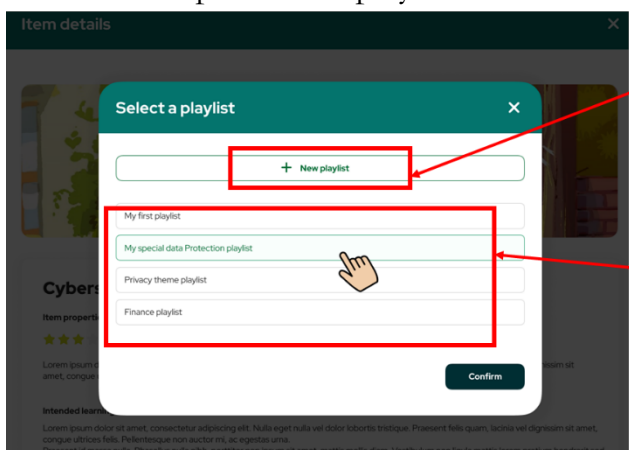 Item details
Select a playlist
+ New playlist
My first playlist
My special data Protection playlist
Privacy theme playlist
Finance playlist
Cybers
Item properti
Lorem ipsum d
nissim sit
amet, congue
Confirm
Intended learn
Lorem ipsum dolor sit amet, consectetur adipiscing elit. Nulla eget nulla vel dolor lobortis tristique. Praesent felis quam, lacinia vel dignissim sit amet,
congue ultrices felis. Pellentesque non auctor mi, ac egestas urna.